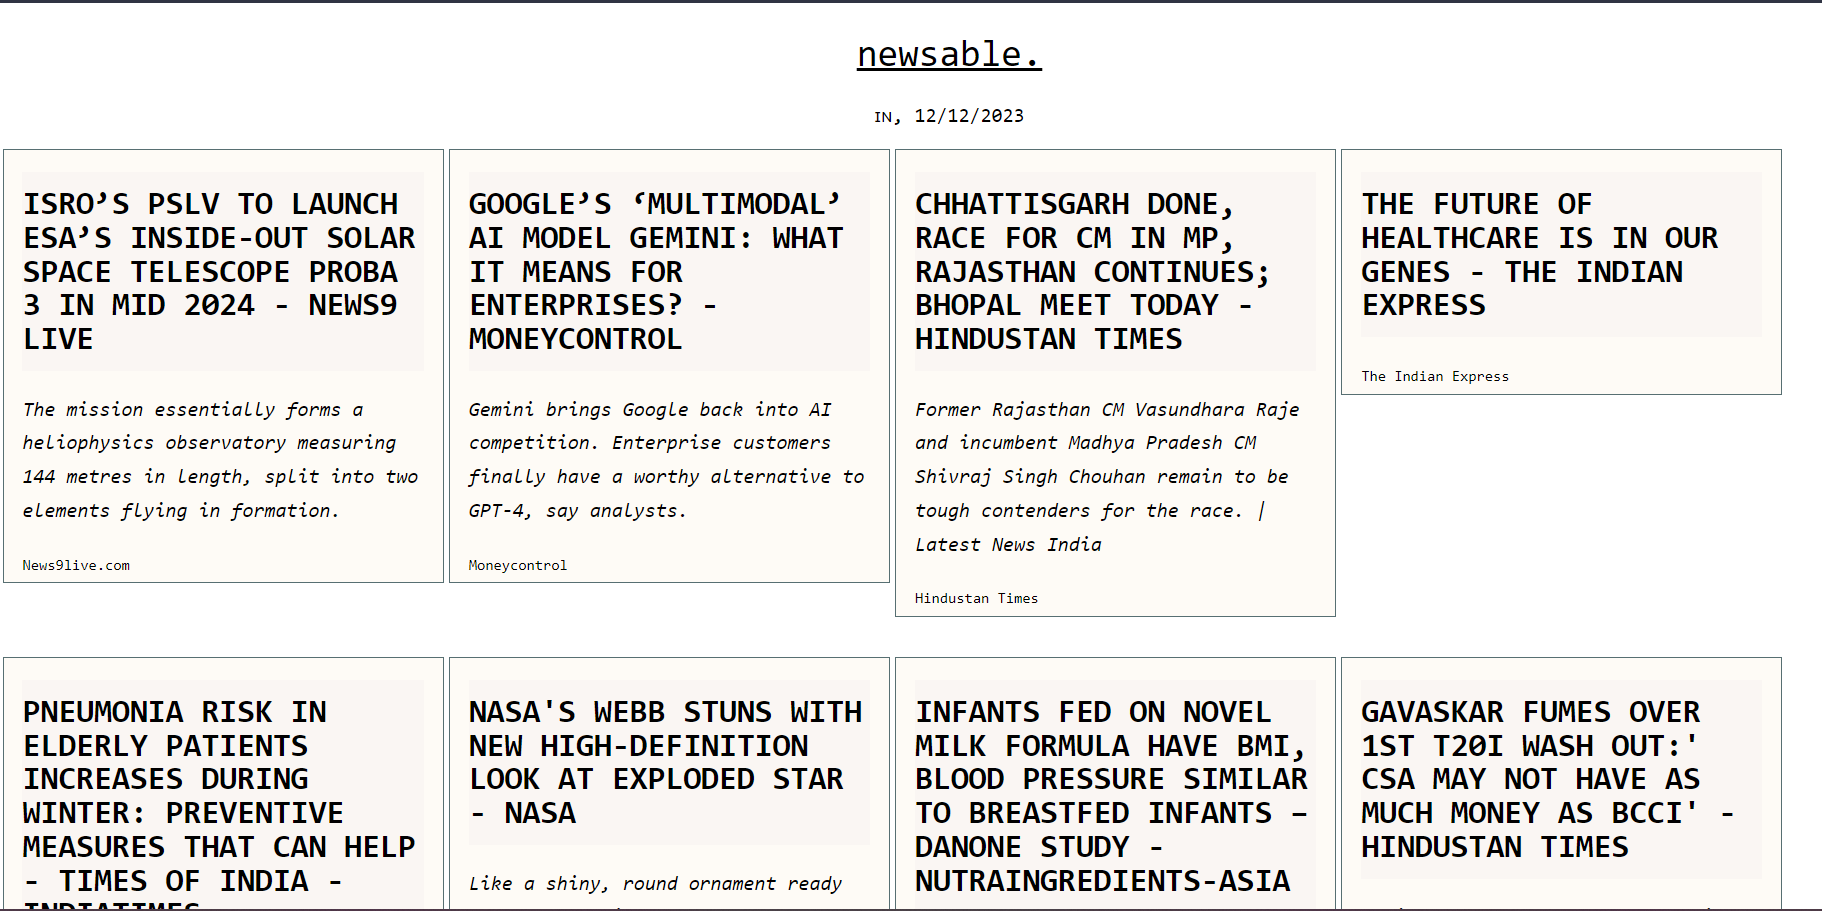 newsable.
IN, 12/12/2023
ISRO’S PSLV TO LAUNCH
ESA’S INSIDE-OUT SOLAR
SPACE TELESCOPE PROBA
3 IN MID 2024 - NEWS9
LIVE
The mission essentially forms a
heliophysics observatory measuring
144 metres in length, split into two
elements flying in formation.
News9live.com
GOOGLE’S ‘MULTIMODAL’
AI MODEL GEMINI: WHAT
IT MEANS FOR
ENTERPRISES? -
MONEYCONTROL
Gemini brings Google back into AI
competition. Enterprise customers
finally have a worthy alternative to
GPT-4, say analysts.
Moneycontrol
CHHATTISGARH DONE,
RACE FOR CM IN MP,
RAJASTHAN CONTINUES;
BHOPAL MEET TODAY -
HINDUSTAN TIMES
Former Rajasthan CM Vasundhara Raje
and incumbent Madhya Pradesh CM
Shivraj Singh Chouhan remain to be
tough contenders for the race. |
Latest News India
Hindustan Times
THE FUTURE OF
HEALTHCARE IS IN OUR
GENES - THE INDIAN
EXPRESS
The Indian Express
PNEUMONIA RISK IN
ELDERLY PATIENTS
INCREASES DURING
WINTER: PREVENTIVE
MEASURES THAT CAN HELP
- TIMES OF INDIA -
INDIATIMES
NASA'S WEBB STUNS WITH
NEW HIGH-DEFINITION
LOOK AT EXPLODED STAR
- NASA
Like a shiny, round ornament ready
INFANTS FED ON NOVEL
MILK FORMULA HAVE BMI,
BLOOD PRESSURE SIMILAR
TO BREASTFED INFANTS –
DANONE STUDY -
NUTRAINGREDIENTS-ASIA
GAVASKAR FUMES OVER
1ST T20I WASH OUT:'
CSA MAY NOT HAVE AS
MUCH MONEY AS BCCI' -
HINDUSTAN TIMES